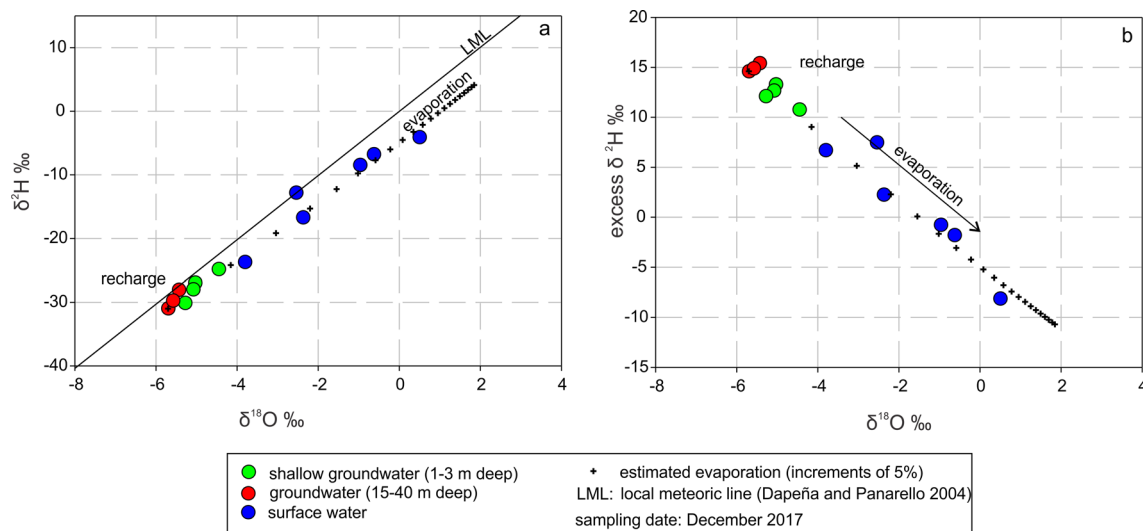 a
10
0
-10
-20
-30
-40
-8
-6
-4
-2
0
2
4
δ²H ‰
δ¹⁸O ‰
LML
evaporation
recharge
b
20
15
10
5
0
-5
-10
-15
-8
-6
-4
-2
0
2
4
excess δ ²H ‰
δ¹⁸O ‰
recharge
evaporation
shallow groundwater (1-3 m deep)
groundwater (15-40 m deep)
surface water
estimated evaporation (increments of 5%)
LML: local meteoric line (Dapeña and Panarello 2004)
sampling date: December 2017